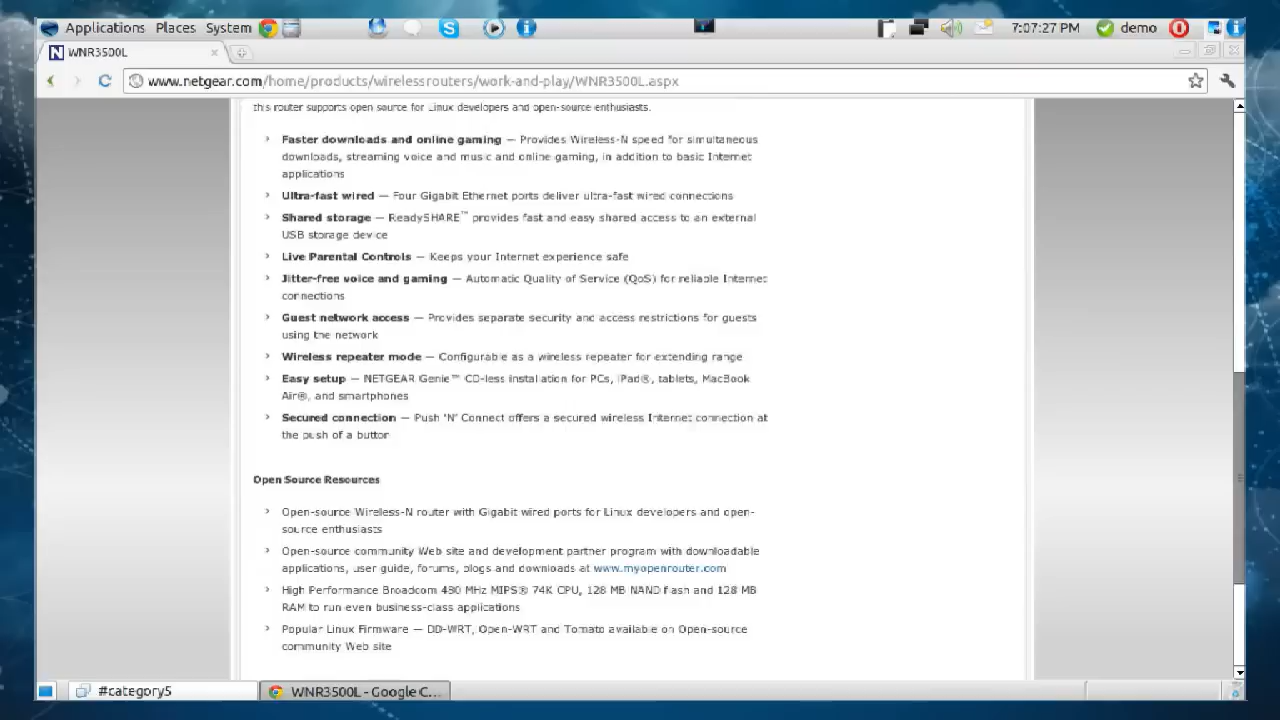 Applications Places System 7:07:27 PM demo
WNR3500L
www.netgear.com/home/products/wirelessrouters/work-and-play/WNR3500L.aspx
this router supports open source for Linux developers and open-source enthusiasts.
Faster downloads and online gaming — Provides Wireless-N speed for simultaneous
downloads, streaming voice and music and online gaming, in addition to basic Internet
applications
Ultra-fast wired — Four Gigabit Ethernet ports deliver ultra-fast wired connections
Shared storage — ReadySHARE™ provides fast and easy shared access to an external
USB storage device
Live Parental Controls — Keeps your Internet experience safe
Jitter-free voice and gaming — Automatic Quality of Service (QoS) for reliable Internet
connections
Guest network access — Provides separate security and access restrictions for guests
using the network
Wireless repeater mode — Configurable as a wireless repeater for extending range
Easy setup — NETGEAR Genie™ CD-less installation for PCs, iPad®, tablets, MacBook
Air®, and smartphones
Secured connection — Push 'N' Connect offers a secured wireless Internet connection at
the push of a button
Open Source Resources
Open-source Wireless-N router with Gigabit wired ports for Linux developers and open-
source enthusiasts
Open-source community Web site and development partner program with downloadable
applications, user guide, forums, blogs and downloads at www.myopenrouter.com
High Performance Broadcom 480 MHz MIPS® 74K CPU, 128 MB NAND flash and 128 MB
RAM to run even business-class applications
Popular Linux Firmware — DD-WRT, Open-WRT and Tomato available on Open-source
community Web site
#category5 WNR3500L - Google C...